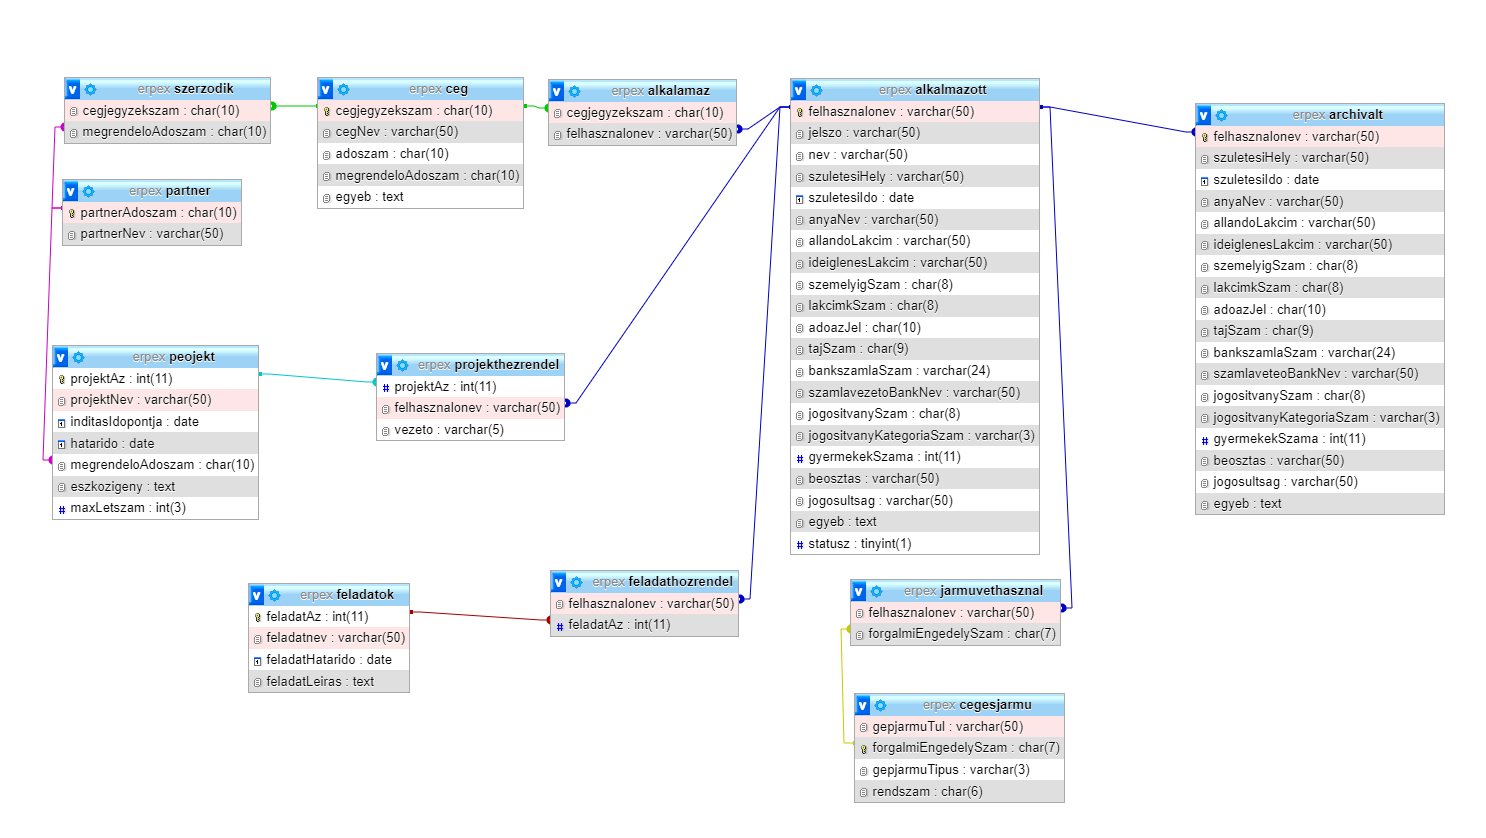 erpex szerzodik
cegjegyzekszam : char(10)
megrendeloAdoszam : char(10)
erpex ceg
cegjegyzekszam : char(10)
cegNev : varchar(50)
adoszam : char(10)
megrendeloAdoszam : char(10)
egyeb : text
erpex alkalamaz
cegjegyzekszam : char(10)
felhasznalonev : varchar(50)
erpex alkalmazott
felhasznalonev : varchar(50)
jelszo : varchar(50)
nev : varchar(50)
szuletesiHely : varchar(50)
szuletesiIdo : date
anyaNev : varchar(50)
allandoLakcim : varchar(50)
ideiglenesLakcim : varchar(50)
szemelyigSzam : char(8)
lakcimkSzam : char(8)
adoazJel : char(10)
tajSzam : char(9)
bankszamlaSzam : varchar(24)
szamlavezetoBankNev : varchar(50)
jogositvanySzam : char(8)
jogositvanyKategoriaSzam : varchar(3)
gyermekekSzama : int(11)
beosztas : varchar(50)
jogosultsag : varchar(50)
egyeb : text
statusz : tinyint(1)
erpex archivalt
felhasznalonev : varchar(50)
szuletesiHely : varchar(50)
szuletesiIdo : date
anyaNev : varchar(50)
allandoLakcim : varchar(50)
ideiglenesLakcim : varchar(50)
szemelyigSzam : char(8)
lakcimkSzam : char(8)
adoazJel : char(10)
tajSzam : char(9)
bankszamlaSzam : varchar(24)
szamlaveteoBankNev : varchar(50)
jogositvanySzam : char(8)
jogositvanyKategoriaSzam : varchar(3)
gyermekekSzama : int(11)
beosztas : varchar(50)
jogosultsag : varchar(50)
egyeb : text
erpex partner
partnerAdoszam : char(10)
partnerNev : varchar(50)
erpex peojekt
projektAz : int(11)
projektNev : varchar(50)
inditasIdopontja : date
hatarido : date
megrendeloAdoszam : char(10)
eszkozigeny : text
maxLetszam : int(3)
erpex projekthezrendel
projektAz : int(11)
felhasznalonev : varchar(50)
vezeto : varchar(5)
erpex feladatok
feladatAz : int(11)
feladatnev : varchar(50)
feladatHatarido : date
feladatLeiras : text
erpex feladathozrendel
felhasznalonev : varchar(50)
feladatAz : int(11)
erpex jarmuvethasznal
felhasznalonev : varchar(50)
forgalmiEngedelySzam : char(7)
erpex cegesjarmu
gepjarmuTul : varchar(50)
forgalmiEngedelySzam : char(7)
gepjarmuTipus : varchar(3)
rendszam : char(6)